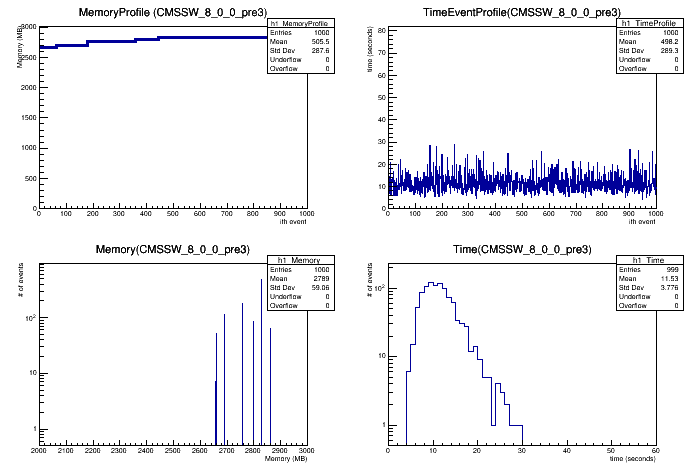 MemoryProfile (CMSSW_8_0_0_pre3)
h1_MemoryProfile
Entries 1000
Mean 505.5
Std Dev 287.6
Underflow 0
Overflow 0
Memory (MB)
3000
2500
2000
1500
1000
500
0
0 100 200 300 400 500 600 700 800 900 1000
ith event
TimeEventProfile(CMSSW_8_0_0_pre3)
h1_TimeProfile
Entries 1000
Mean 498.2
Std Dev 289.3
Underflow 0
Overflow 0
time (seconds)
80
70
60
50
40
30
20
10
0
0 100 200 300 400 500 600 700 800 900 1000
ith event
Memory(CMSSW_8_0_0_pre3)
h1_Memory
Entries 1000
Mean 2789
Std Dev 59.06
Underflow 0
Overflow 0
# of events
10²
10
1
2000 2100 2200 2300 2400 2500 2600 2700 2800 2900 3000
Memory (MB)
Time(CMSSW_8_0_0_pre3)
h1_Time
Entries 999
Mean 11.53
Std Dev 3.776
Underflow 0
Overflow 0
# of events
10²
10
1
0 10 20 30 40 50 60
time (seconds)